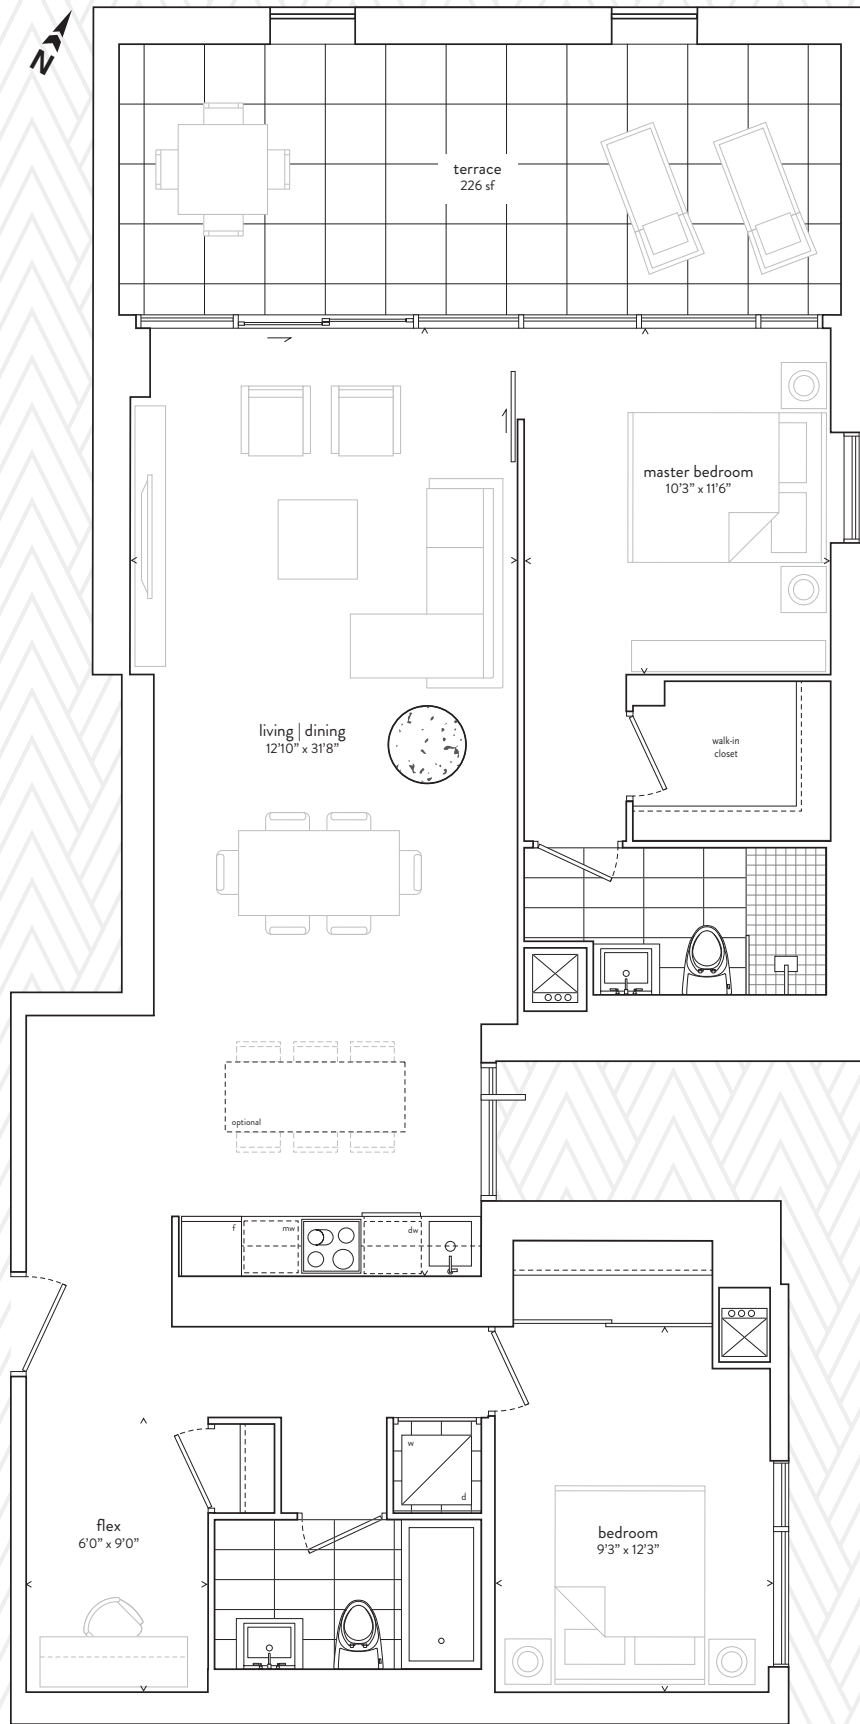 N
terrace
226 sf
master bedroom
10'3" x 11'6"
living | dining
12'10" x 31'8"
walk-in
closet
optional
f
mw
dw
w
d
flex
6'0" x 9'0"
bedroom
9'3" x 12'3"